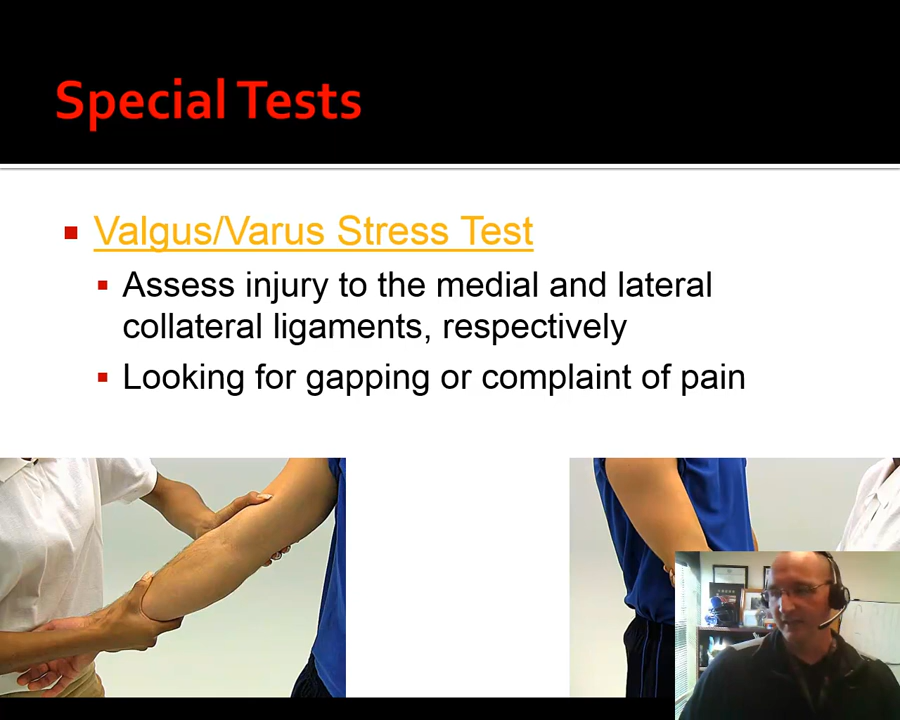 Special Tests
Valgus/Varus Stress Test
Assess injury to the medial and lateral
collateral ligaments, respectively
Looking for gapping or complaint of pain